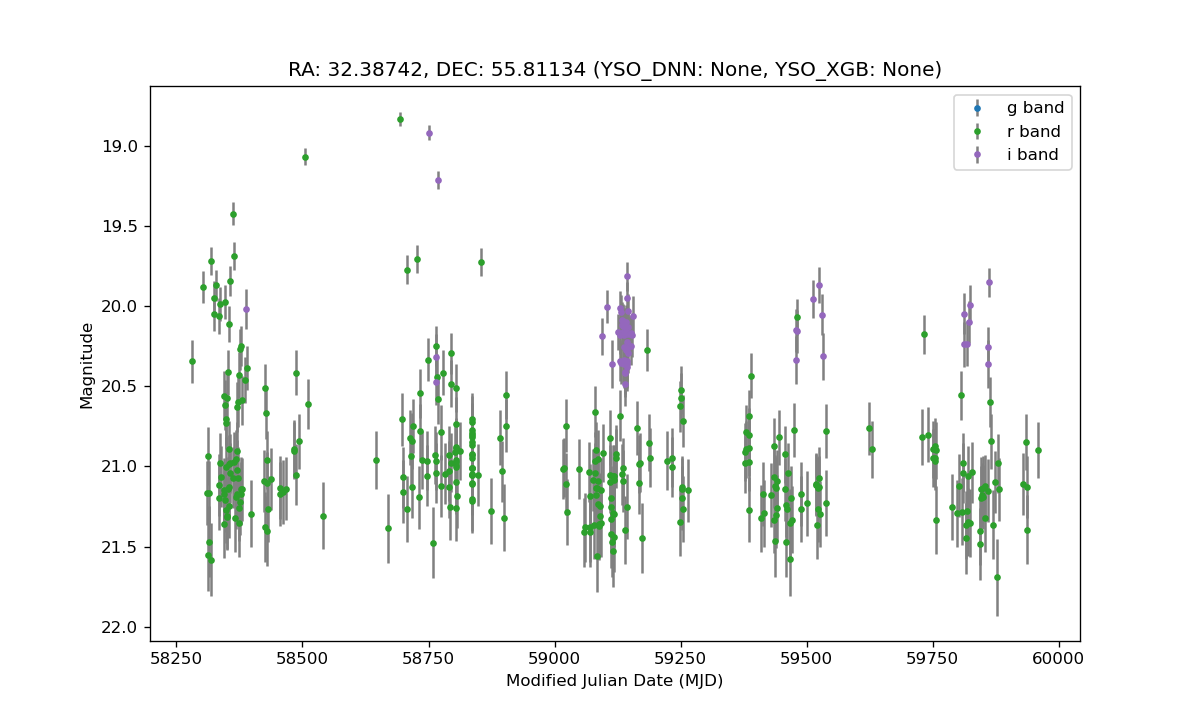 RA: 32.38742, DEC: 55.81134 (YSO_DNN: None, YSO_XGB: None)
g band
r band
i band
19.0
19.5
20.0
20.5
21.0
21.5
22.0
Magnitude
58250 58500 58750 59000 59250 59500 59750 60000
Modified Julian Date (MJD)